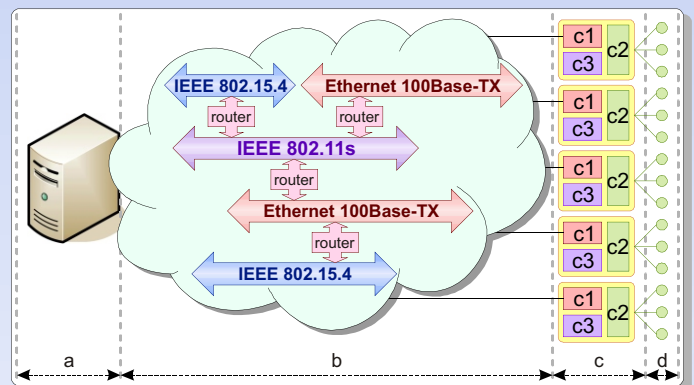 c1
c3
c2
IEEE 802.15.4
Ethernet 100Base-TX
router
router
c1
c3
c2
IEEE 802.11s
router
c1
c3
c2
Ethernet 100Base-TX
router
c1
c3
c2
IEEE 802.15.4
c1
c3
c2
a
b
c
d